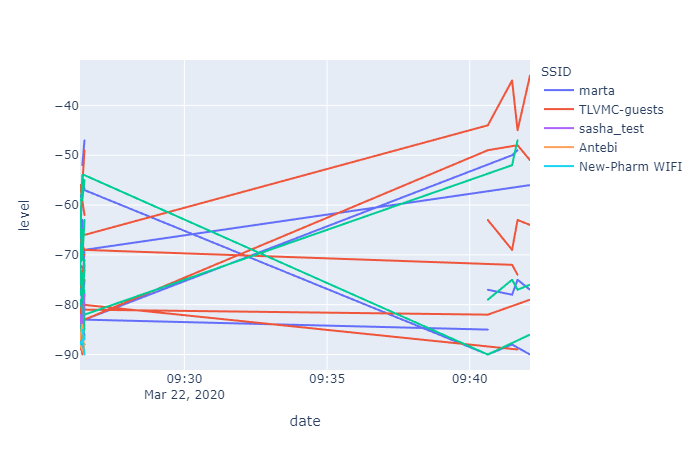 SSID
marta
TLVMC-guests
sasha_test
Antebi
New-Pharm WIFI
level
−40
−50
−60
−70
−80
−90
09:30
09:35
09:40
Mar 22, 2020
date